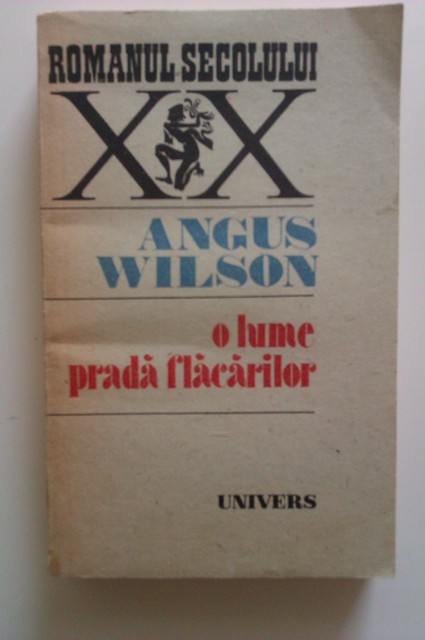 ROMANUL SECOLULUI
XX
ANGUS
WILSON
o lume
pradă flăcărilor
UNIVERS